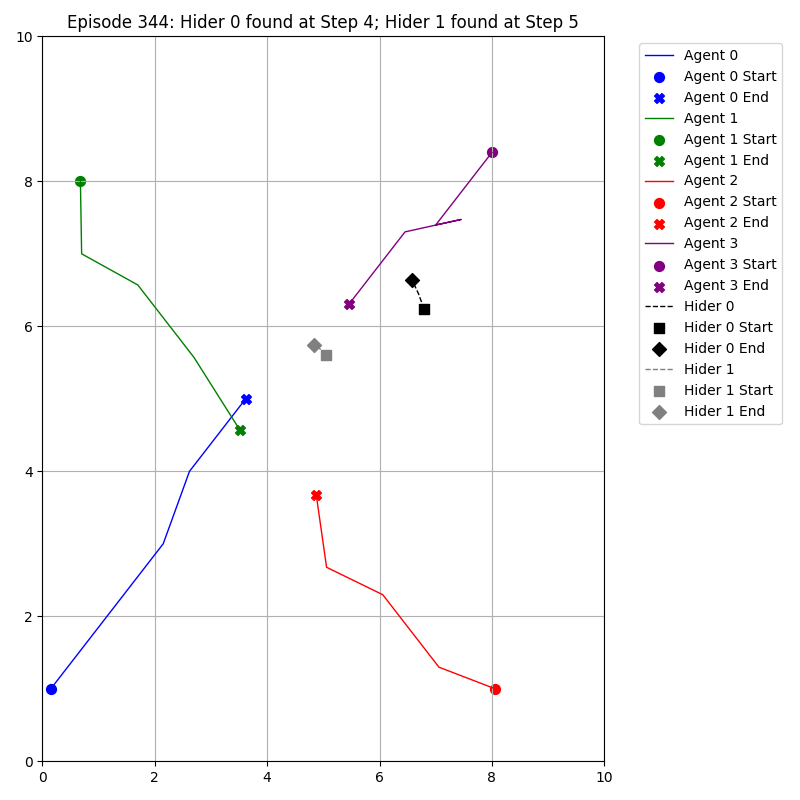 Episode 344: Hider 0 found at Step 4; Hider 1 found at Step 5
10
8
6
4
2
0
0 2 4 6 8 10
Agent 0
Agent 0 Start
Agent 0 End
Agent 1
Agent 1 Start
Agent 1 End
Agent 2
Agent 2 Start
Agent 2 End
Agent 3
Agent 3 Start
Agent 3 End
Hider 0
Hider 0 Start
Hider 0 End
Hider 1
Hider 1 Start
Hider 1 End